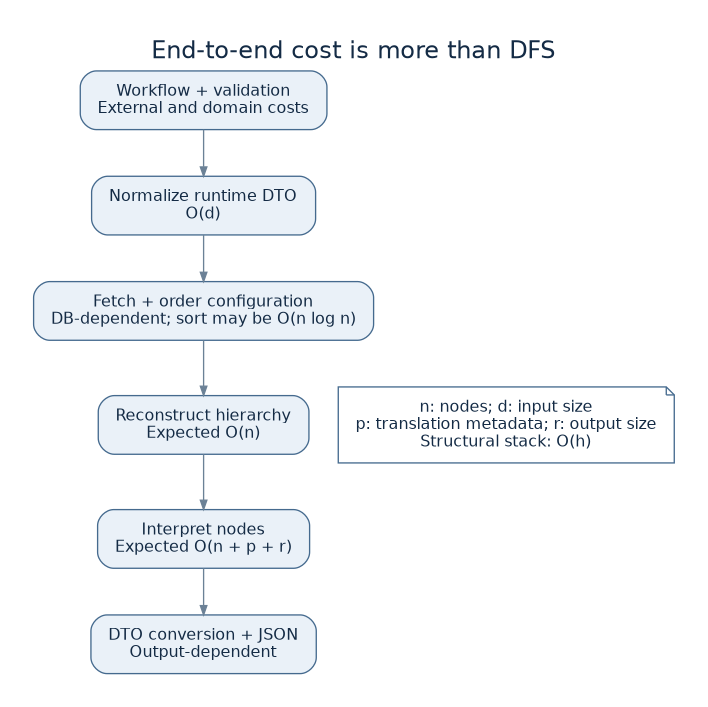 End-to-end cost is more than DFS
Workflow + validation
External and domain costs
Normalize runtime DTO
O(d)
Fetch + order configuration
DB-dependent; sort may be O(n log n)
Reconstruct hierarchy
Expected O(n)
n: nodes; d: input size
p: translation metadata; r: output size
Structural stack: O(h)
Interpret nodes
Expected O(n + p + r)
DTO conversion + JSON
Output-dependent